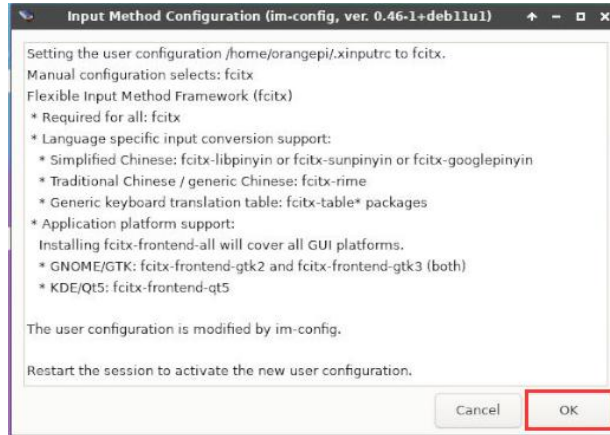 Input Method Configuration (im-config, ver. 0.46-1+deb11u1)
Setting the user configuration /home/orangepi/.xinputrc to fcitx.
Manual configuration selects: fcitx
Flexible Input Method Framework (fcitx)
* Required for all: fcitx
* Language specific input conversion support:
* Simplified Chinese: fcitx-libpinyin or fcitx-sunpinyin or fcitx-googlepinyin
* Traditional Chinese / generic Chinese: fcitx-rime
* Generic keyboard translation table: fcitx-table* packages
* Application platform support:
Installing fcitx-frontend-all will cover all GUI platforms.
* GNOME/GTK: fcitx-frontend-gtk2 and fcitx-frontend-gtk3 (both)
* KDE/Qt5: fcitx-frontend-qt5
The user configuration is modified by im-config.
Restart the session to activate the new user configuration.
Cancel OK